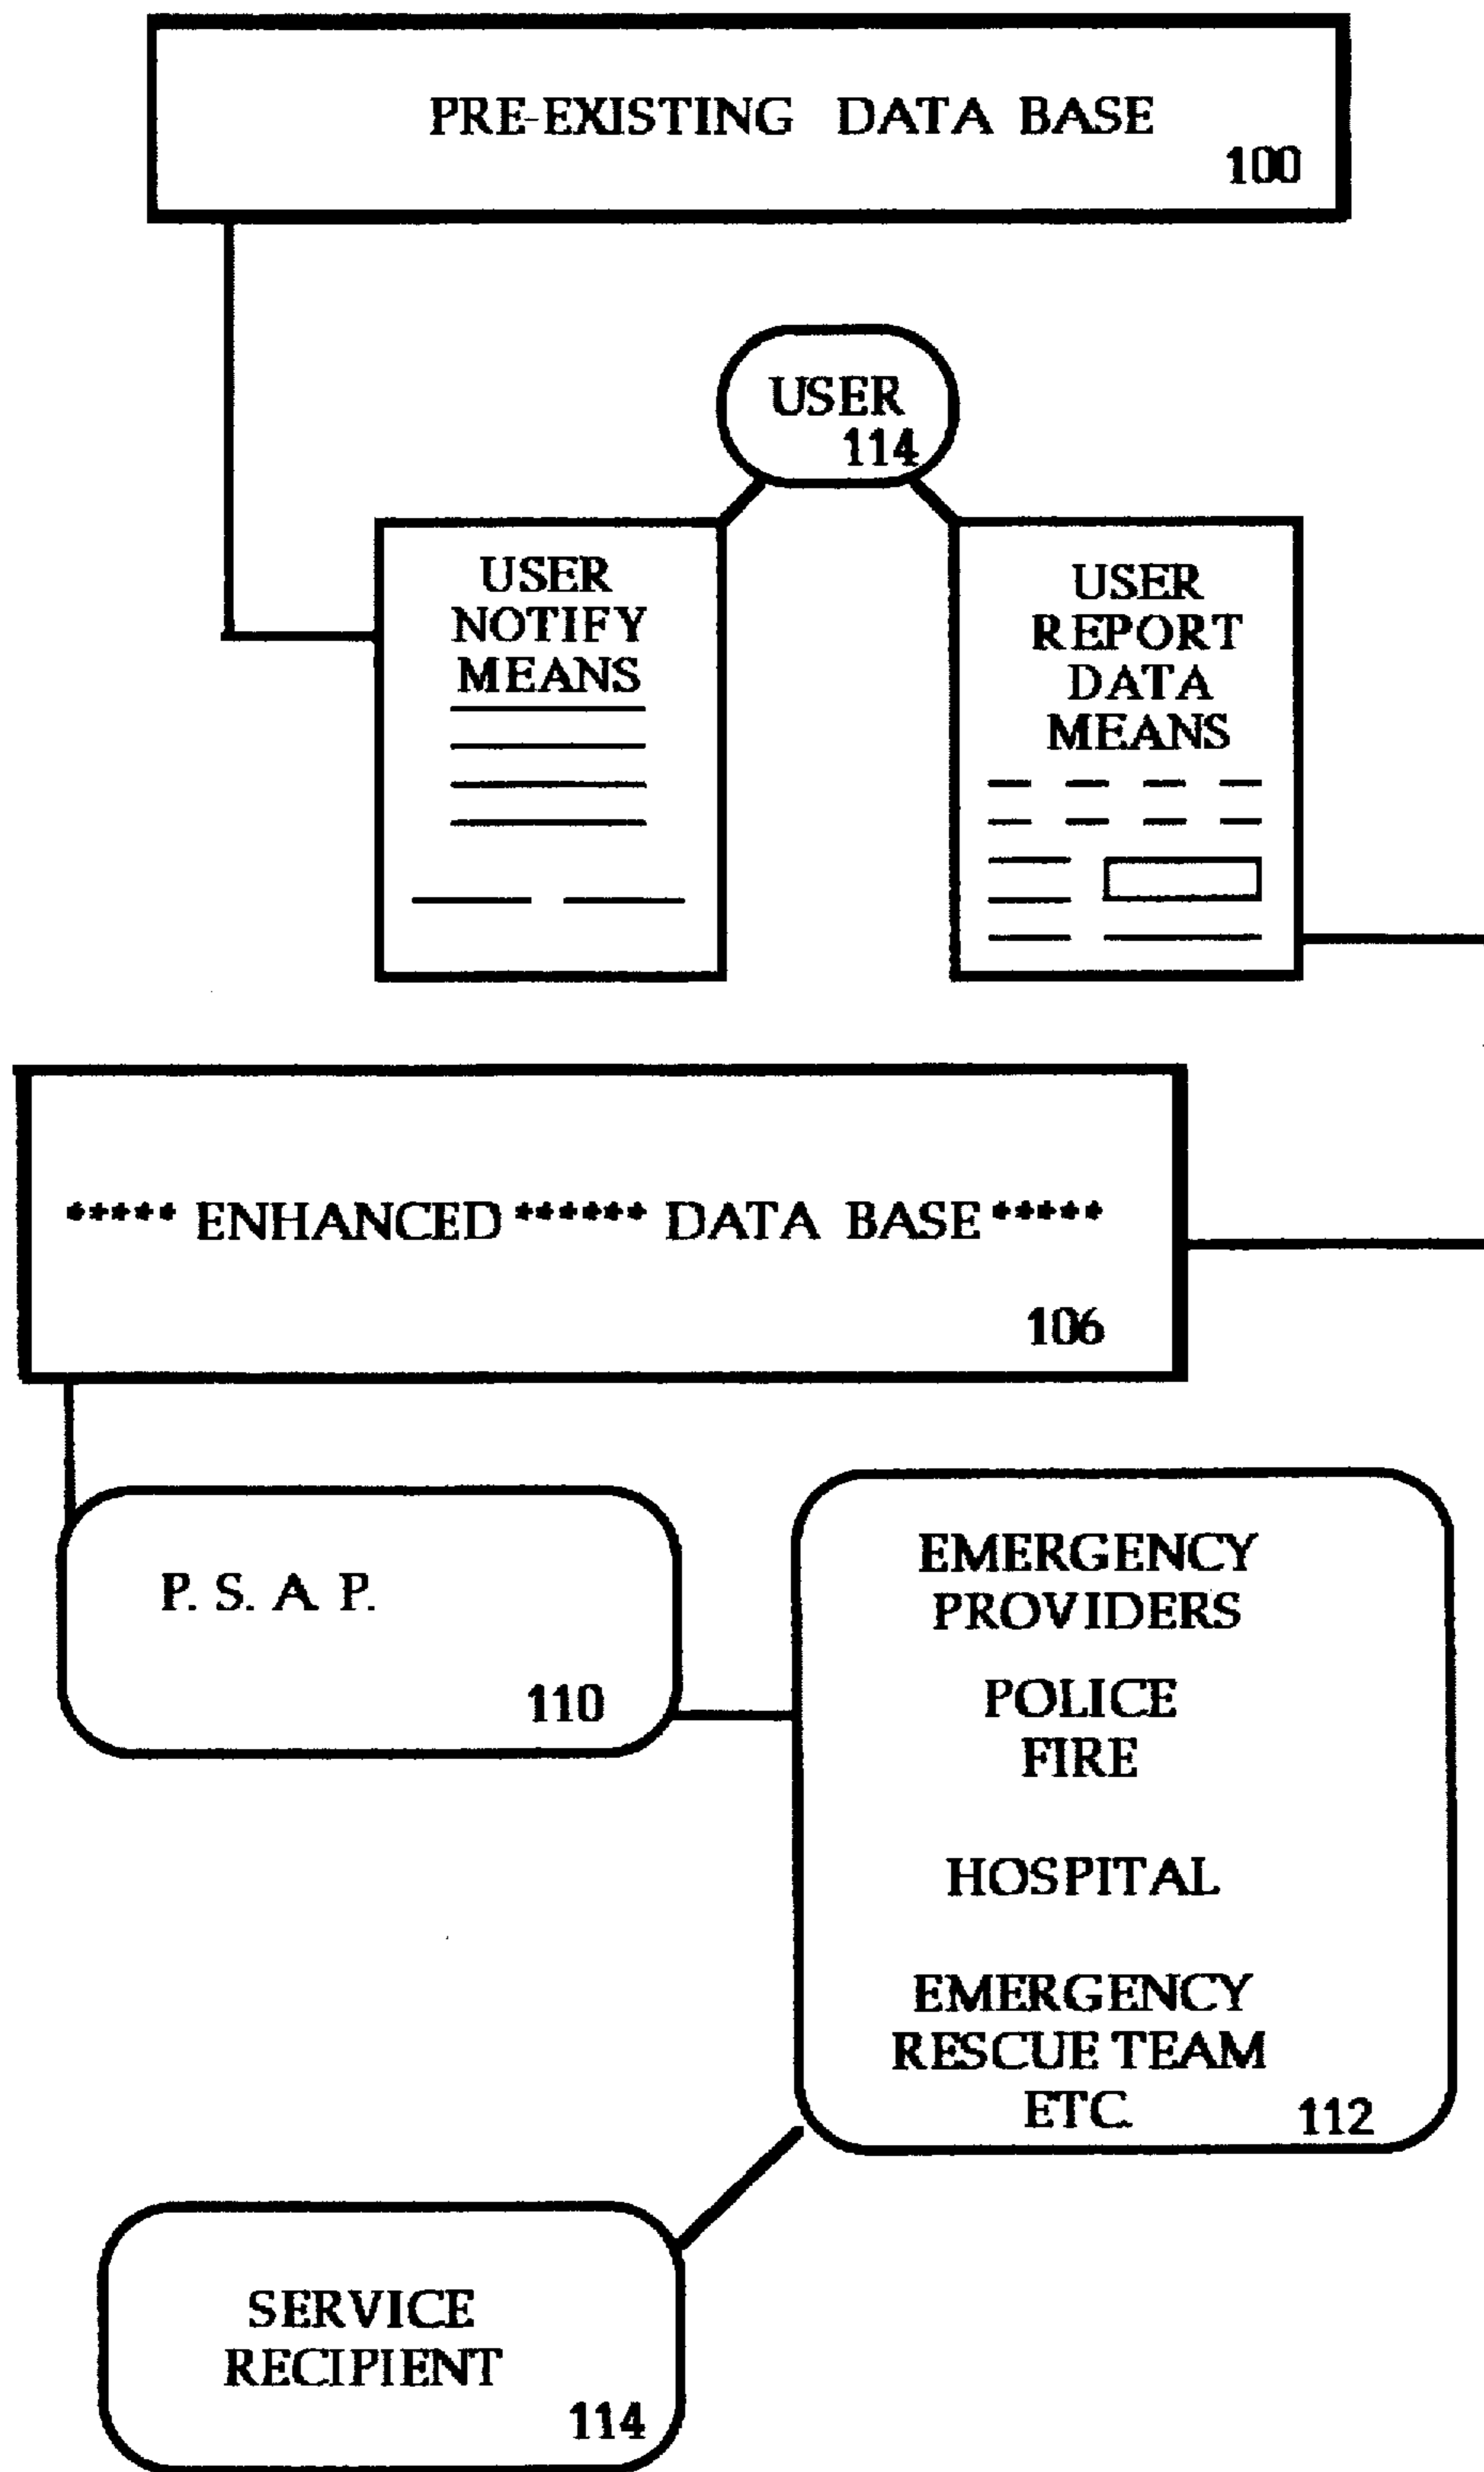 PRE-EXISTING DATA BASE
100
USER
114
USER
NOTIFY
MEANS
USER
REPORT
DATA
MEANS
***** ENHANCED ****** DATA BASE *****
106
P. S. A. P.
110
EMERGENCY
PROVIDERS
POLICE
FIRE
HOSPITAL
EMERGENCY
RESCUE TEAM
ETC.
112
SERVICE
RECIPIENT
114